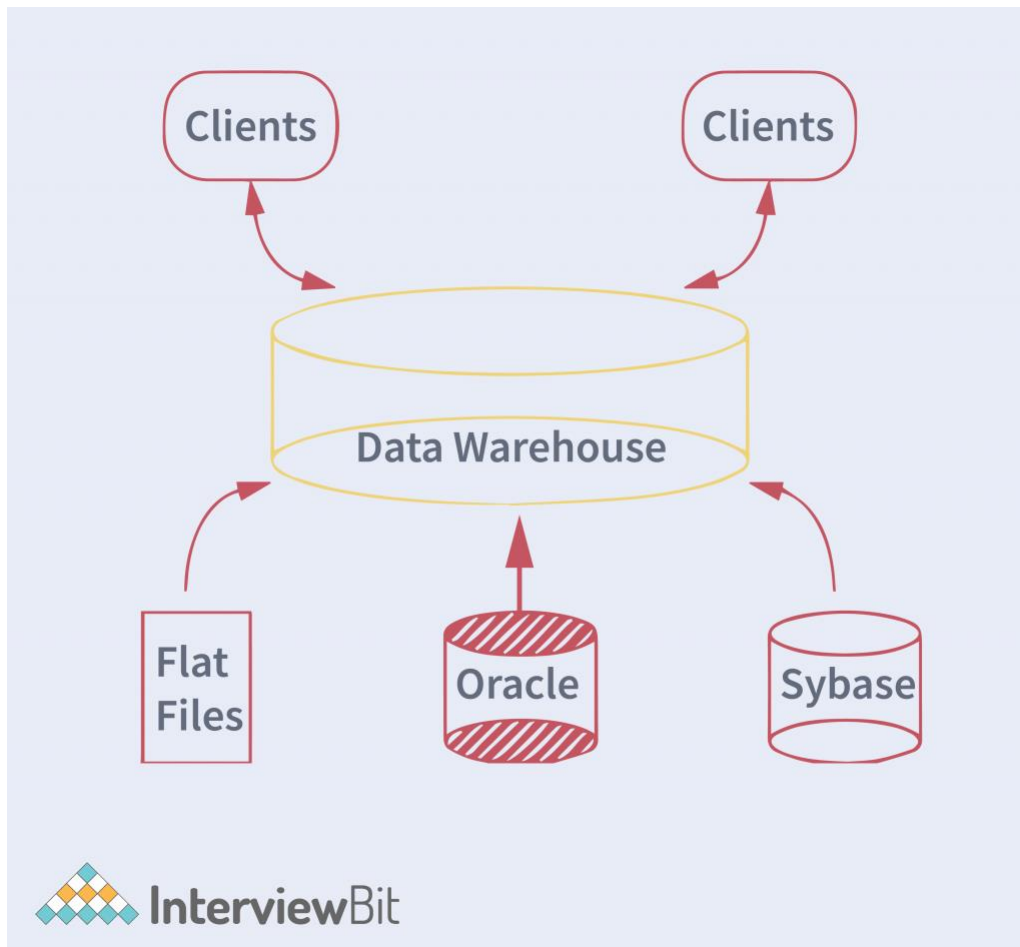 Clients
Clients
Data Warehouse
Flat
Files
Oracle
Sybase
InterviewBit